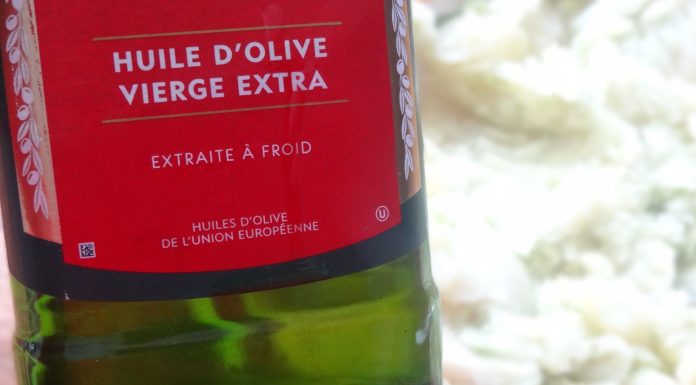 HUILE D'OLIVE
VIERGE EXTRA
EXTRAITE À FROID
HUILES D'OLIVE
DE L'UNION EUROPÉENNE
U